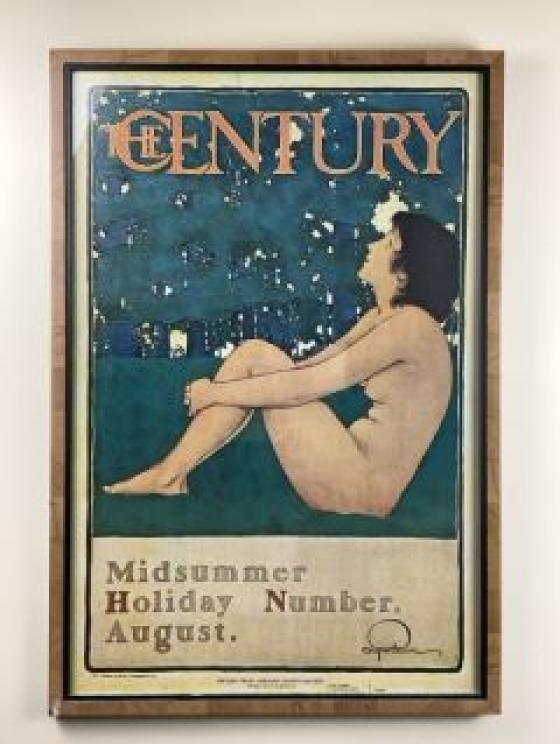 THE CENTURY
Midsummer
Holiday Number.
August.